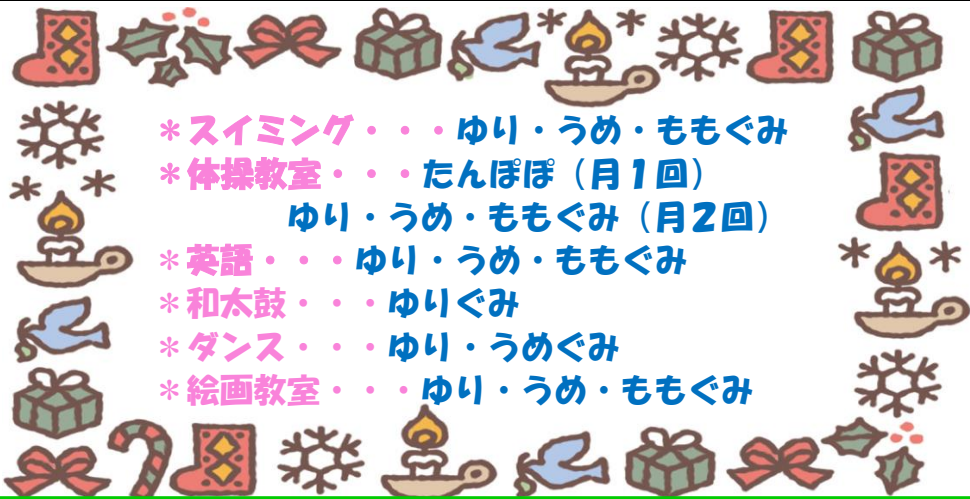 ＊スイミング・・・ゆり・うめ・ももぐみ
＊体操教室・・・たんぽぽ（月１回）
ゆり・うめ・ももぐみ（月２回）
＊英語・・・ゆり・うめ・ももぐみ
＊和太鼓・・・ゆりぐみ
＊ダンス・・・ゆり・うめぐみ
＊絵画教室・・・ゆり・うめ・ももぐみ